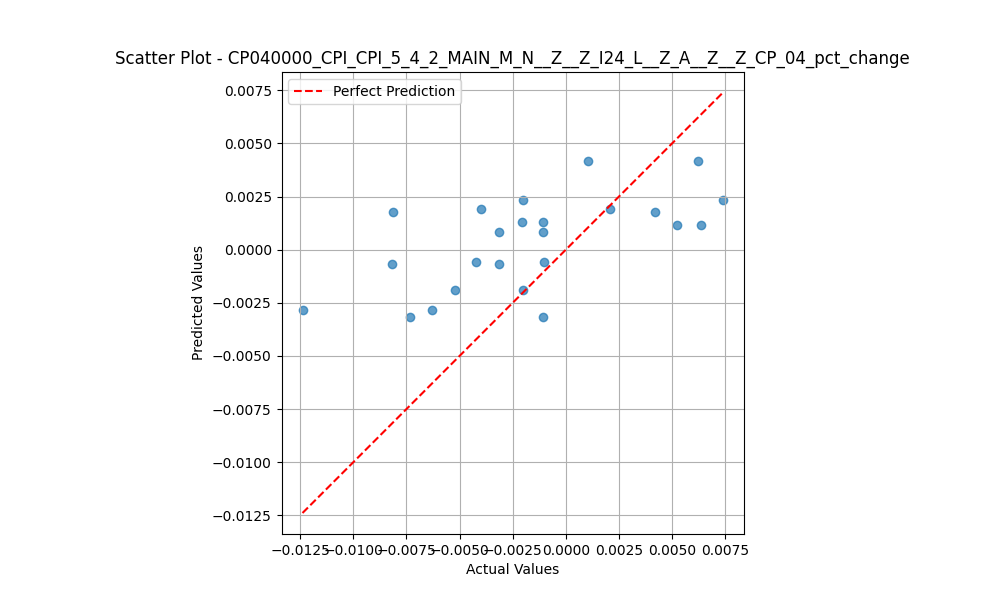 Scatter Plot - CP040000_CPI_CPI_5_4_2_MAIN_M_N__Z__Z_I24_L__Z_A__Z__Z_CP_04_pct_change
Perfect Prediction
0.0075
0.0050
0.0025
0.0000
−0.0025
−0.0050
−0.0075
−0.0100
−0.0125
Predicted Values
−0.0125 −0.0100 −0.0075 −0.0050 −0.0025 0.0000 0.0025 0.0050 0.0075
Actual Values